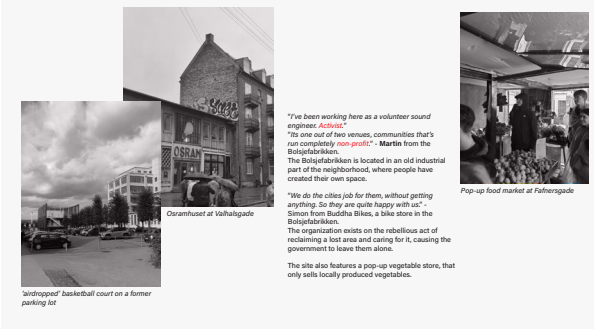 "I've been working here as a volunteer sound
engineer. Activist."
"Its one out of two venues, communities that's
run completely non-profit." - Martin from the
Bolsjefabrikken.
The Bolsjefabrikken is located in an old industrial
part of the neighborhood, where people have
created their own space.
"We do the cities job for them, without getting
anything. So they are quite happy with us." -
Simon from Buddha Bikes, a bike store in the
Bolsjefabrikken.
The organization exists on the rebellious act of
reclaiming a lost area and caring for it, causing the
government to leave them alone.
The site also features a pop-up vegetable store, that
only sells locally produced vegetables.
OSRAM
Osramhuset at Valhalsgade
Pop-up food market at Fafnersgade
'airdropped' basketball court on a former
parking lot